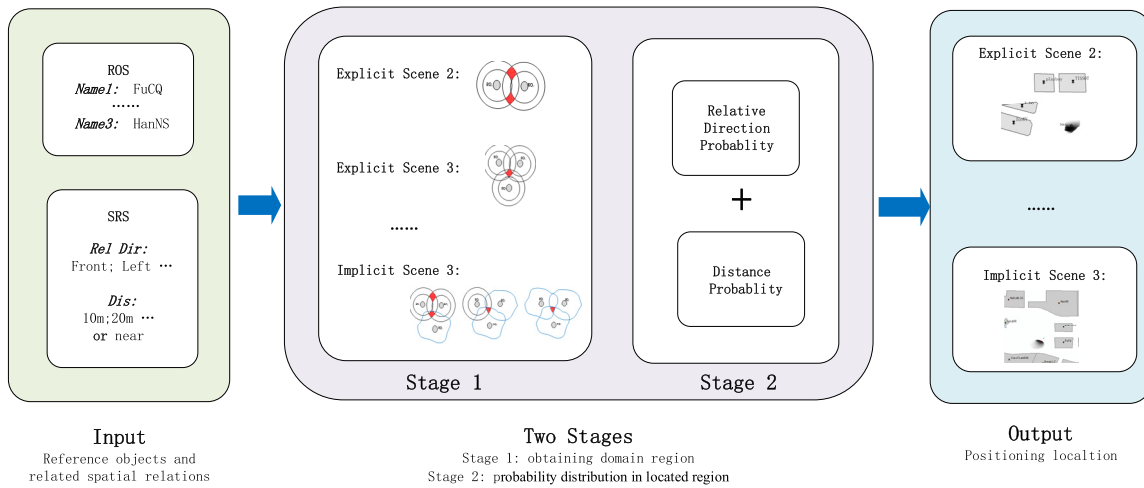 ROS
Name1: FuCQ
……
Name3: HanNS
SRS
Rel Dir:
Front; Left …
Dis:
10m;20m …
or near
Input
Reference objects and
related spatial relations
Explicit Scene 2:
Explicit Scene 3:
……
Implicit Scene 3:
Stage 1
Relative
Direction
Probablity
+
Distance
Probablity
Stage 2
Two Stages
Stage 1: obtaining domain region
Stage 2: probability distribution in located region
Explicit Scene 2:
……
Implicit Scene 3:
Output
Positioning localtion